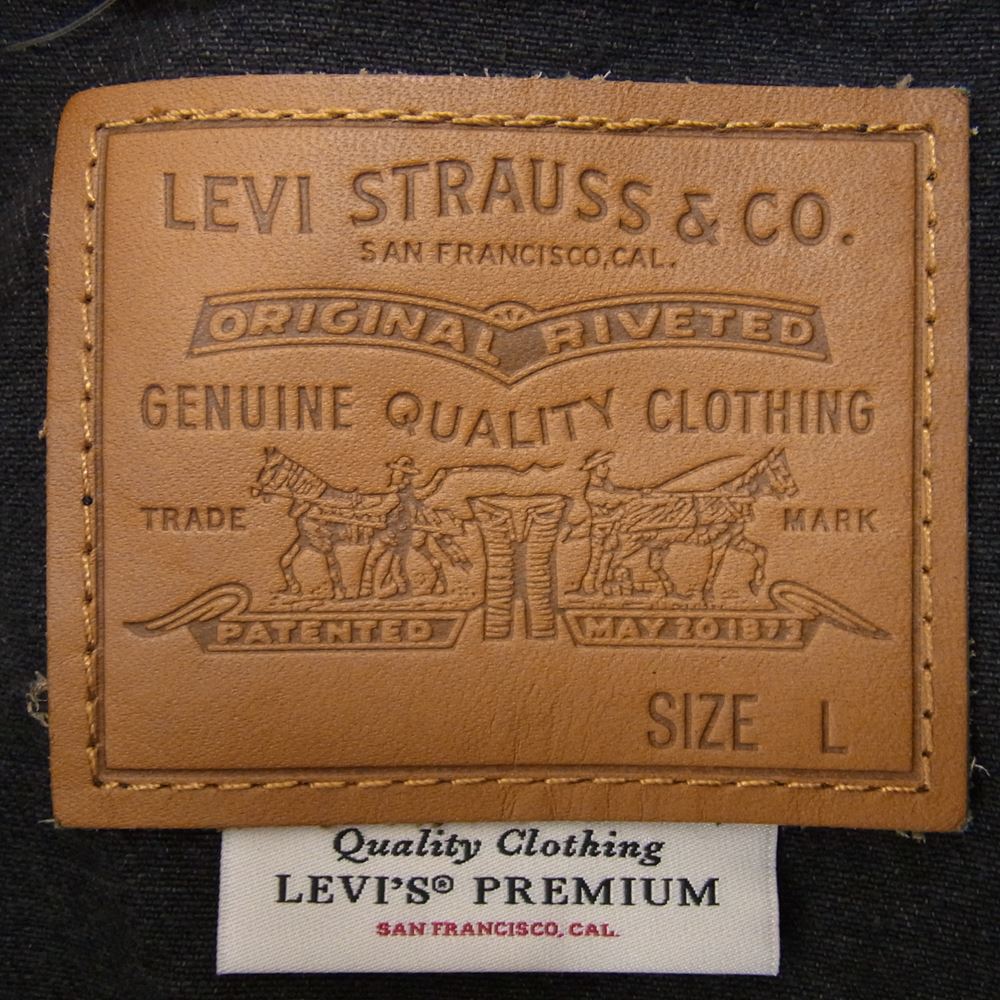 LEVI STRAUSS & CO.
SAN FRANCISCO, CAL.
ORIGINAL RIVETED
GENUINE QUALITY CLOTHING
TRADE MARK
PATENTED MAY 20 1873
SIZE L
Quality Clothing
LEVI'S® PREMIUM
SAN FRANCISCO, CAL.